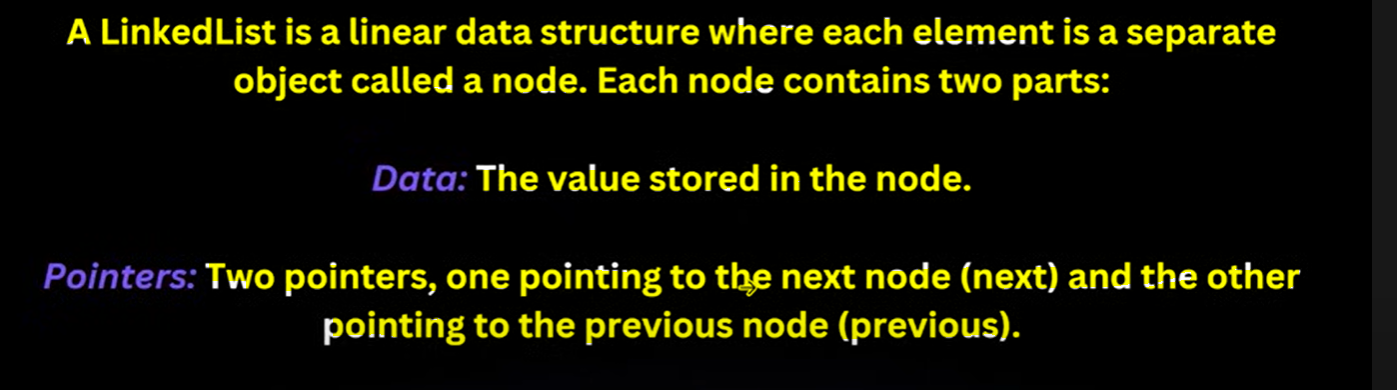 A LinkedList is a linear data structure where each element is a separate
object called a node. Each node contains two parts:
Data: The value stored in the node.
Pointers: Two pointers, one pointing to the next node (next) and the other
pointing to the previous node (previous).